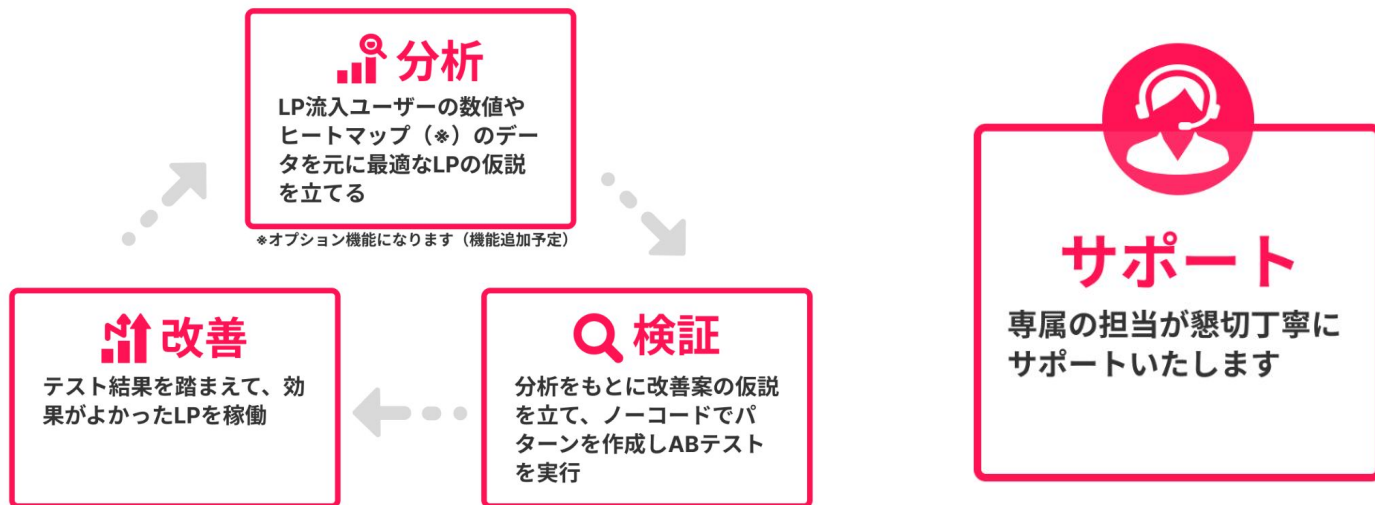 分析
LP流入ユーザーの数値や
ヒートマップ（※）のデー
タを元に最適なLPの仮説
を立てる
※オプション機能になります（機能追加予定）
検証
分析をもとに改善案の仮説
を立て、ノーコードでパ
ターンを作成しABテスト
を実行
改善
テスト結果を踏まえて、効
果がよかったLPを稼働
サポート
専属の担当が懇切丁寧に
サポートいたします